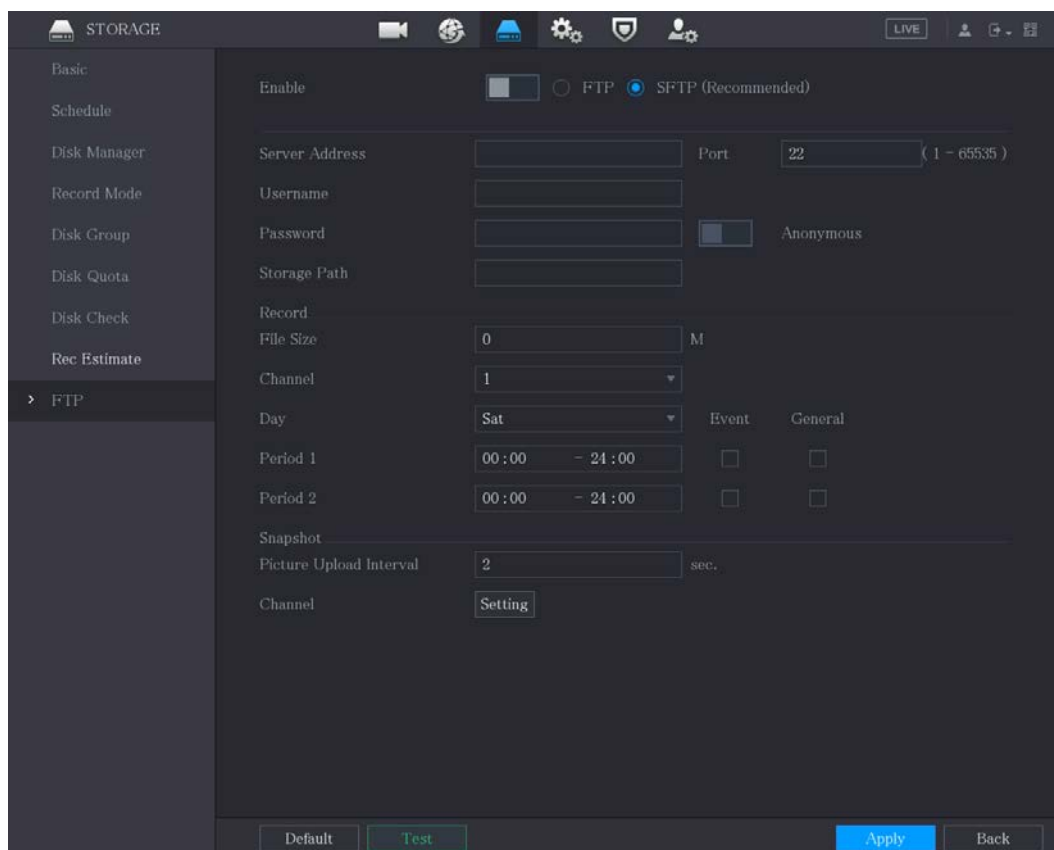 STORAGE LIVE
Basic
Schedule
Disk Manager
Record Mode
Disk Group
Disk Quota
Disk Check
Rec Estimate
FTP
Enable FTP SFTP (Recommended)
Server Address Port 22 ( 1 - 65535 )
Username
Password Anonymous
Storage Path
Record
File Size 0 M
Channel 1
Day Sat Event General
Period 1 00:00 - 24:00
Period 2 00:00 - 24:00
Snapshot
Picture Upload Interval 2 sec.
Channel Setting
Default Test Apply Back